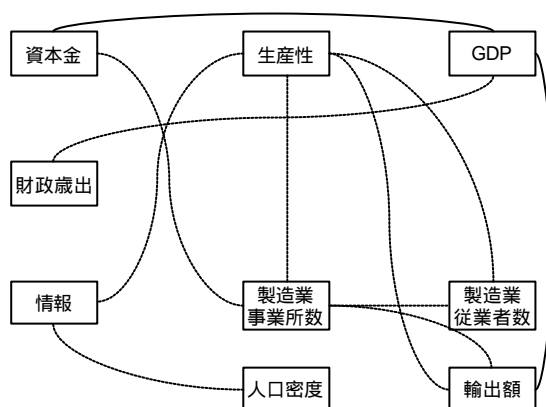 資本金
生産性
GDP
財政歳出
情報
製造業
事業所数
製造業
従業者数
人口密度
輸出額